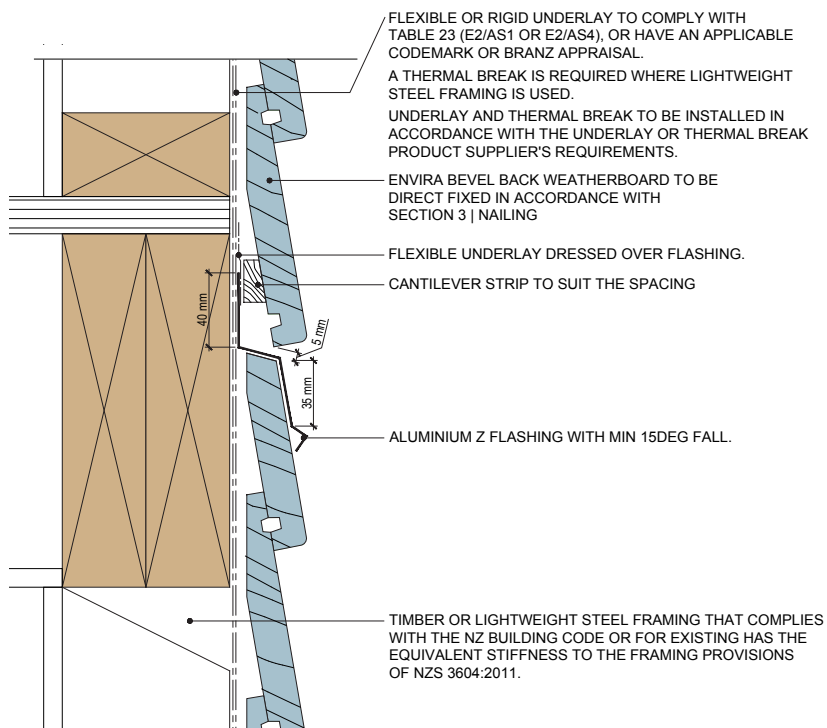 FLEXIBLE OR RIGID UNDERLAY TO COMPLY WITH
TABLE 23 (E2/AS1 OR E2/AS4), OR HAVE AN APPLICABLE
CODEMARK OR BRANZ APPRAISAL.
A THERMAL BREAK IS REQUIRED WHERE LIGHTWEIGHT
STEEL FRAMING IS USED.
UNDERLAY AND THERMAL BREAK TO BE INSTALLED IN
ACCORDANCE WITH THE UNDERLAY OR THERMAL BREAK
PRODUCT SUPPLIER'S REQUIREMENTS.
ENVIRA BEVEL BACK WEATHERBOARD TO BE
DIRECT FIXED IN ACCORDANCE WITH
SECTION 3 | NAILING
FLEXIBLE UNDERLAY DRESSED OVER FLASHING.
CANTILEVER STRIP TO SUIT THE SPACING
40 mm
5 mm
35 mm
ALUMINIUM Z FLASHING WITH MIN 15DEG FALL.
TIMBER OR LIGHTWEIGHT STEEL FRAMING THAT COMPLIES
WITH THE NZ BUILDING CODE OR FOR EXISTING HAS THE
EQUIVALENT STIFFNESS TO THE FRAMING PROVISIONS
OF NZS 3604:2011.